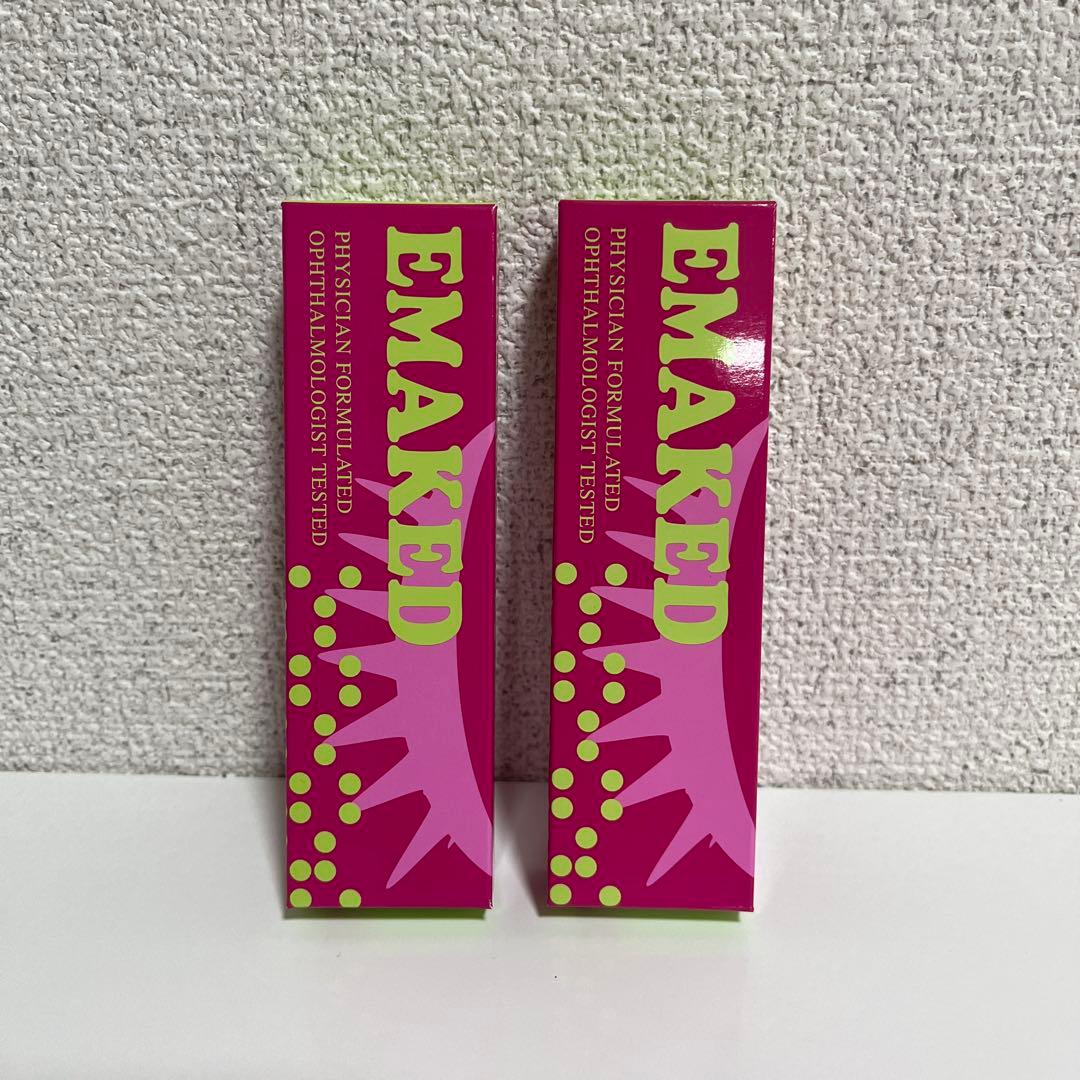 EMAKED
PHYSICIAN FORMULATED
OPHTHALMOLOGIST TESTED
EMAKED
PHYSICIAN FORMULATED
OPHTHALMOLOGIST TESTED